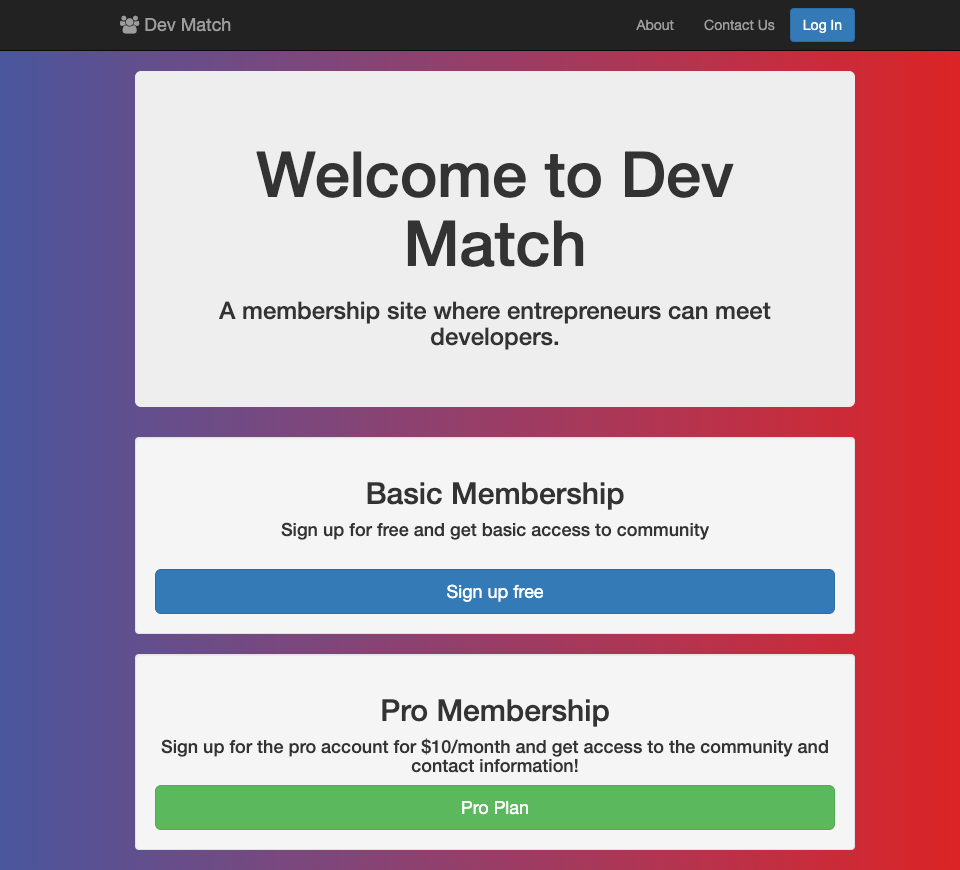 Dev Match
About
Contact Us
Log In
Welcome to Dev
Match
A membership site where entrepreneurs can meet
developers.
Basic Membership
Sign up for free and get basic access to community
Sign up free
Pro Membership
Sign up for the pro account for $10/month and get access to the community and
contact information!
Pro Plan